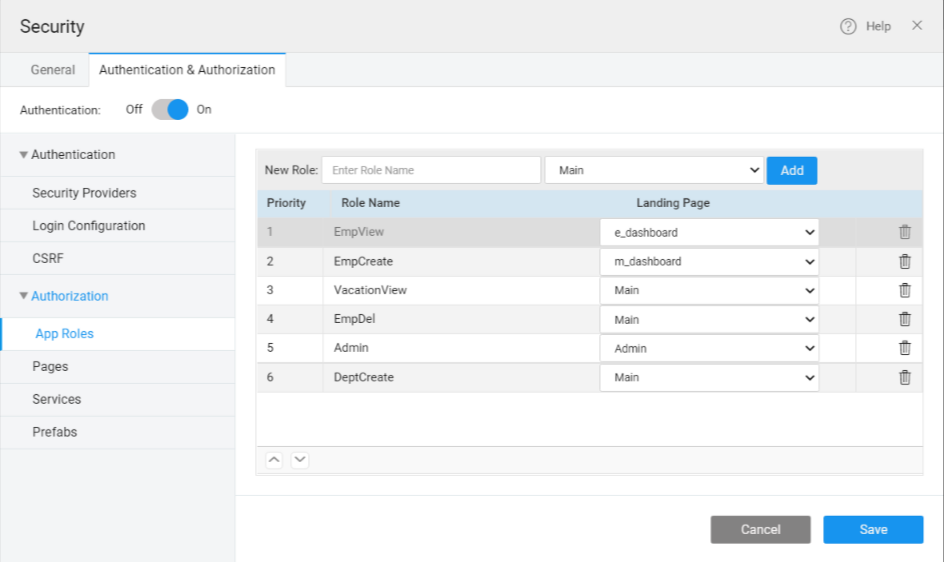 Security
Help
General
Authentication & Authorization
Authentication:
Off
On
Authentication
Security Providers
Login Configuration
CSRF
Authorization
App Roles
Pages
Services
Prefabs
New Role:
Enter Role Name
Main
Add
Priority Role Name Landing Page
1 EmpView e_dashboard
2 EmpCreate m_dashboard
3 VacationView Main
4 EmpDel Main
5 Admin Admin
6 DeptCreate Main
Cancel
Save